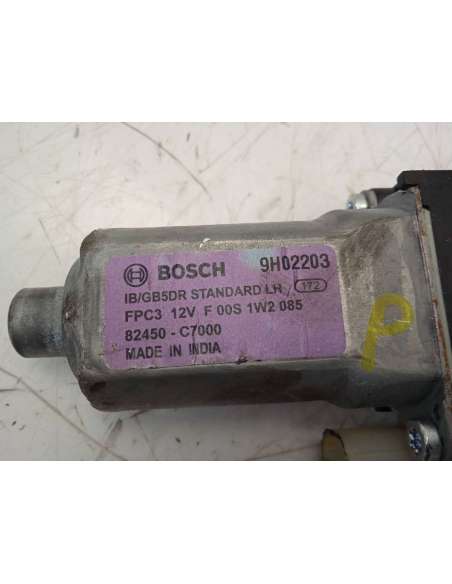 BOSCH 9H02203
IB/GB5DR STANDARD LH 172
FPC3 12V F 00S 1W2 085
82450 - C7000
MADE IN INDIA
P